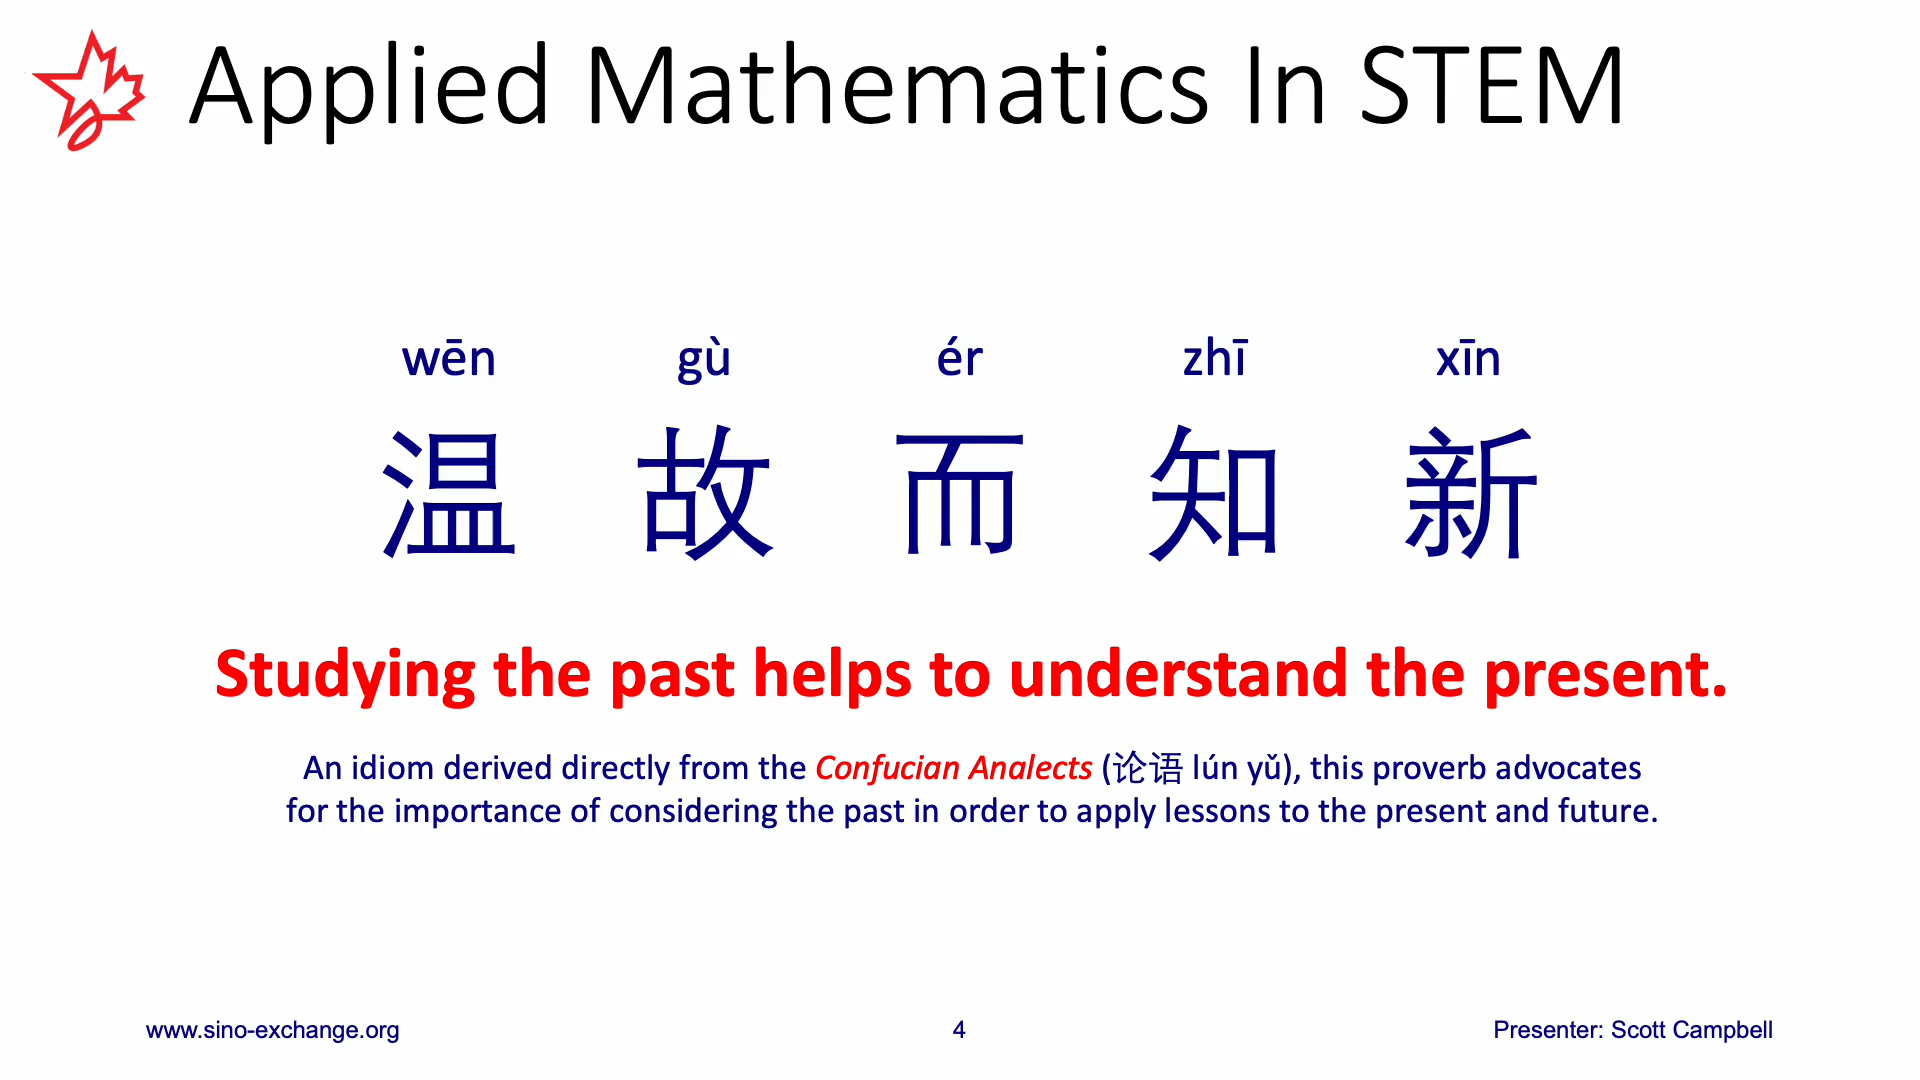 Applied Mathematics In STEM
wēn gù ér zhī xīn
温 故 而 知 新
Studying the past helps to understand the present.
An idiom derived directly from the Confucian Analects (论语 lún yǔ), this proverb advocates
for the importance of considering the past in order to apply lessons to the present and future.
www.sino-exchange.org 4 Presenter: Scott Campbell